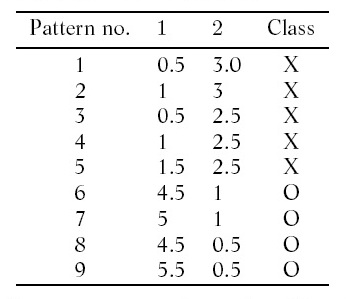 Pattern no. 1 2 Class
1 0.5 3.0 X
2 1 3 X
3 0.5 2.5 X
4 1 2.5 X
5 1.5 2.5 X
6 4.5 1 O
7 5 1 O
8 4.5 0.5 O
9 5.5 0.5 O